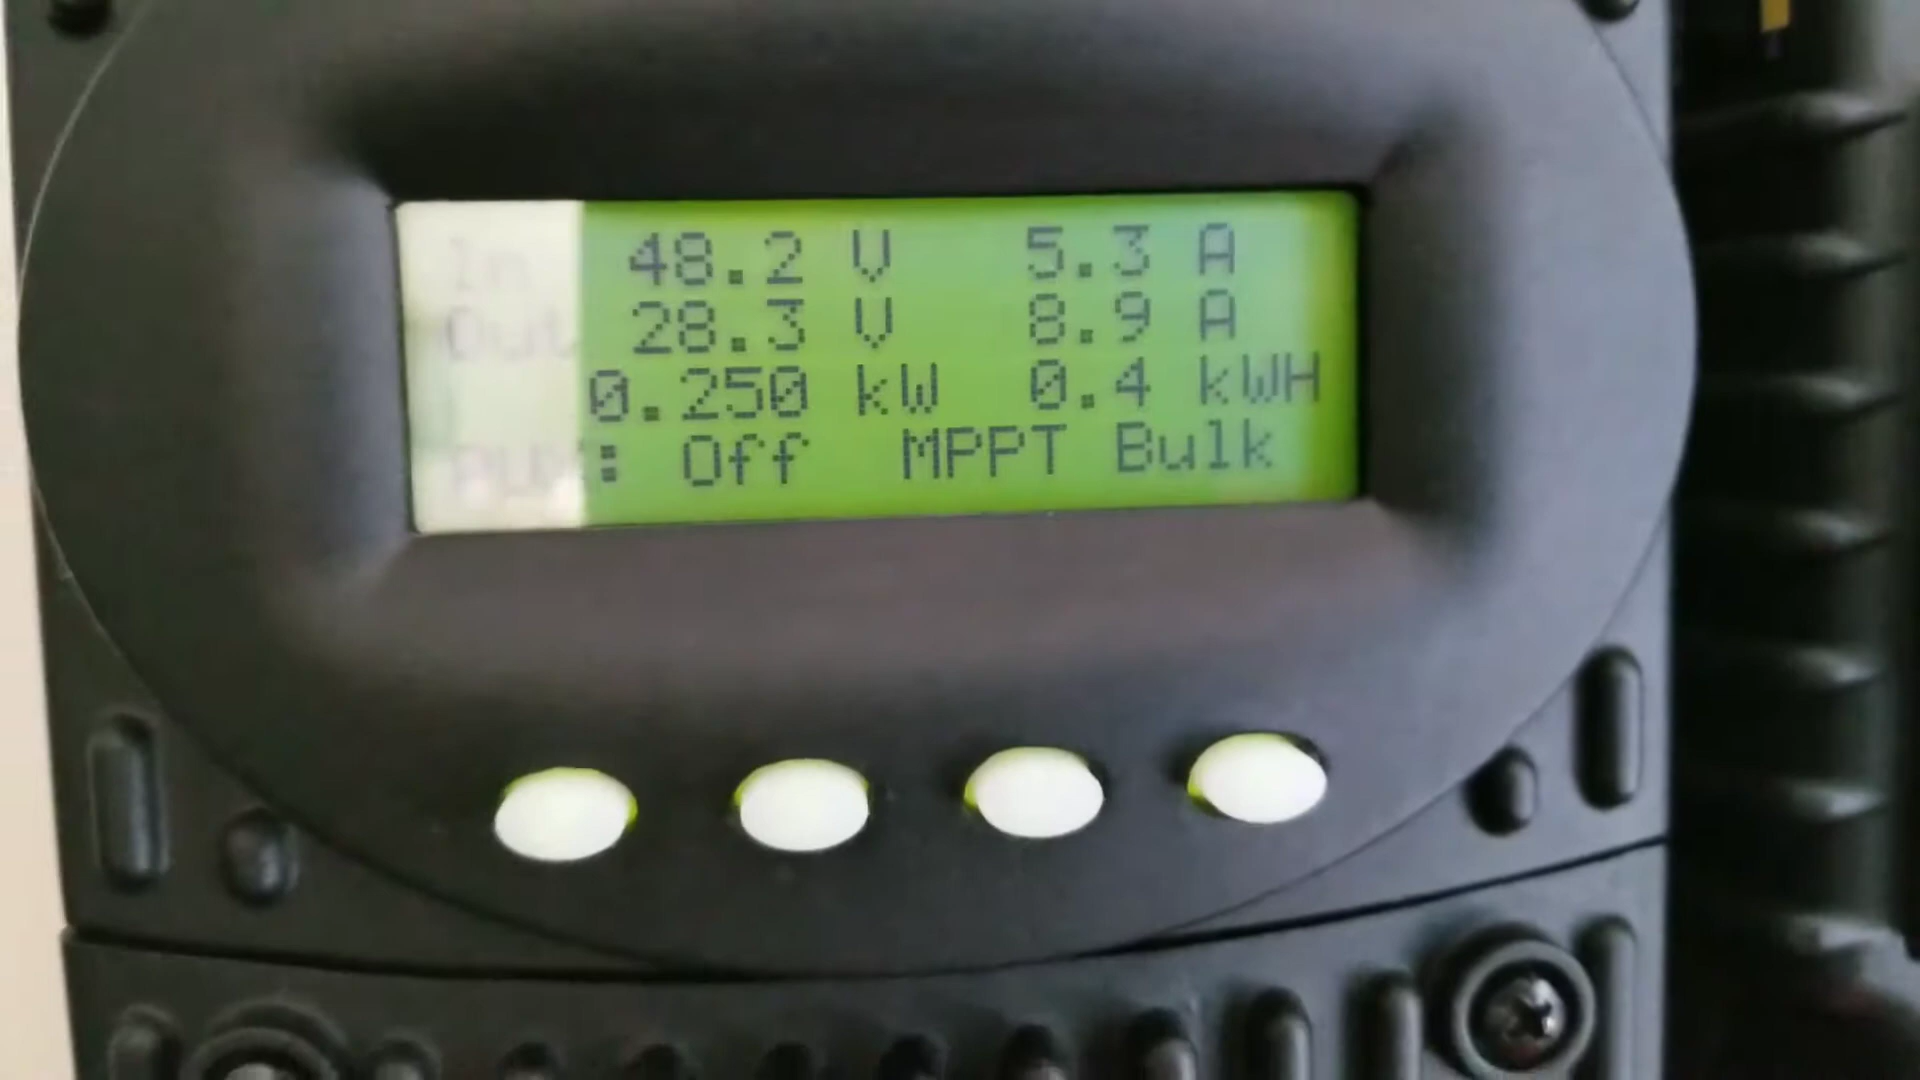 In 48.2 V 5.3 A
Out 28.3 V 8.9 A
0.250 kW 0.4 kWH
: Off MPPT Bulk